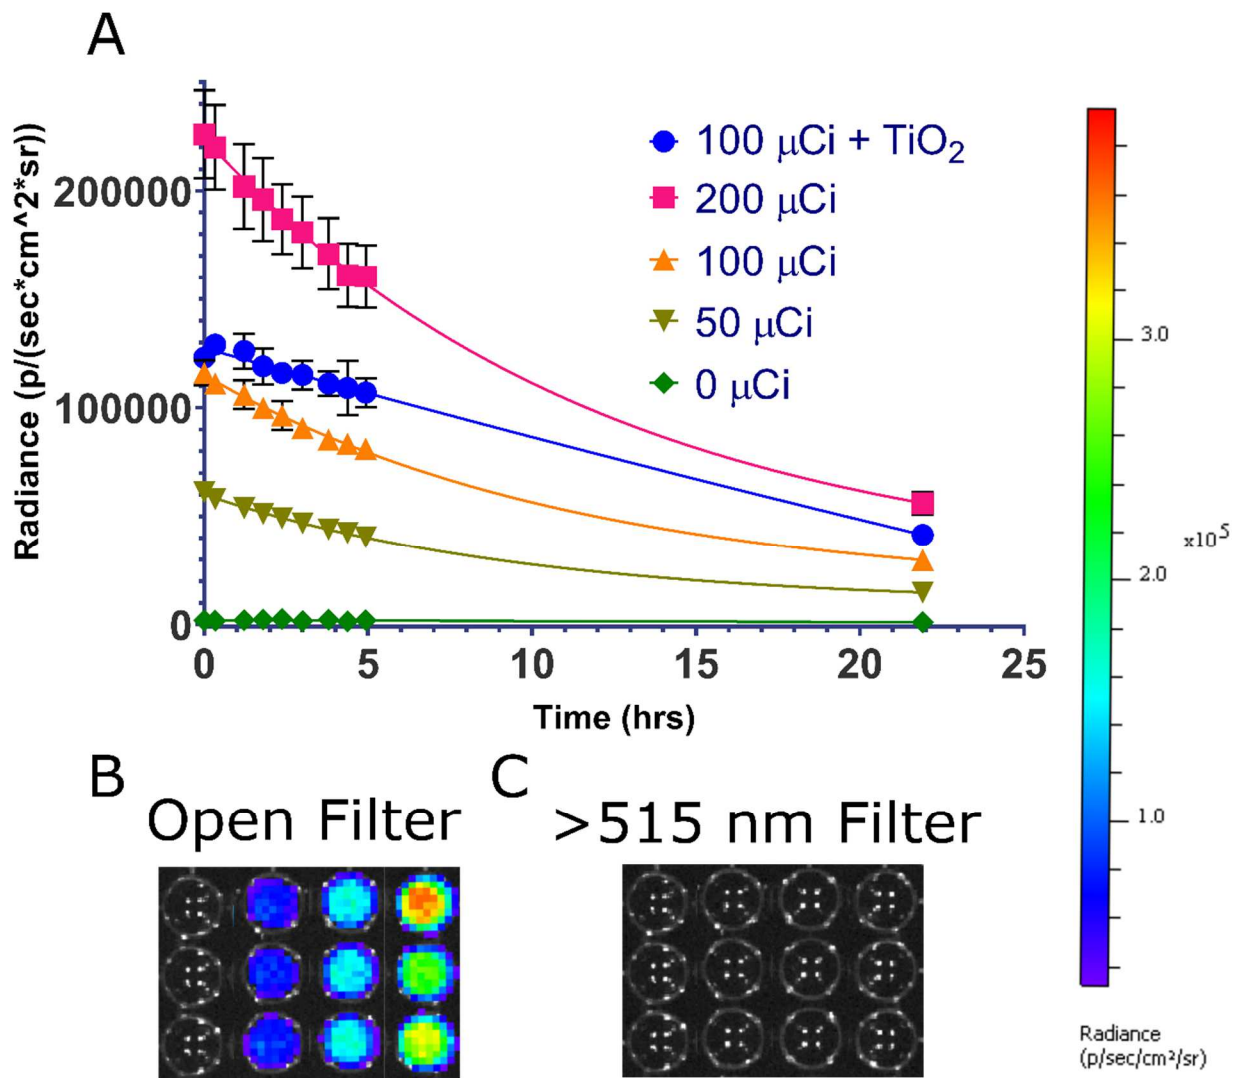 A
Radiance (p/(sec*cm^2*sr))
200000
100000
0
0 5 10 15 20 25
Time (hrs)
100 μCi + TiO2
200 μCi
100 μCi
50 μCi
0 μCi
3.0
x10^5
2.0
1.0
Radiance
(p/sec/cm²/sr)
B
Open Filter
C
>515 nm Filter